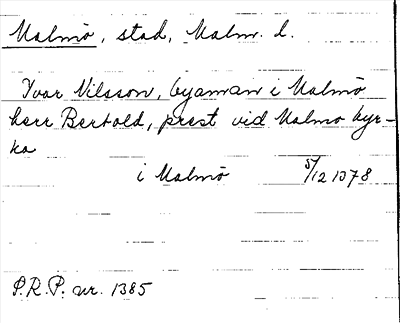 Malmö, stad, Malm. l.
Ivar Nilsson, byaman i Malmö
herr Bertold, prest vid Malmö kyr-
ka
i Malmö 5/12 1378
P.R.P. nr. 1385